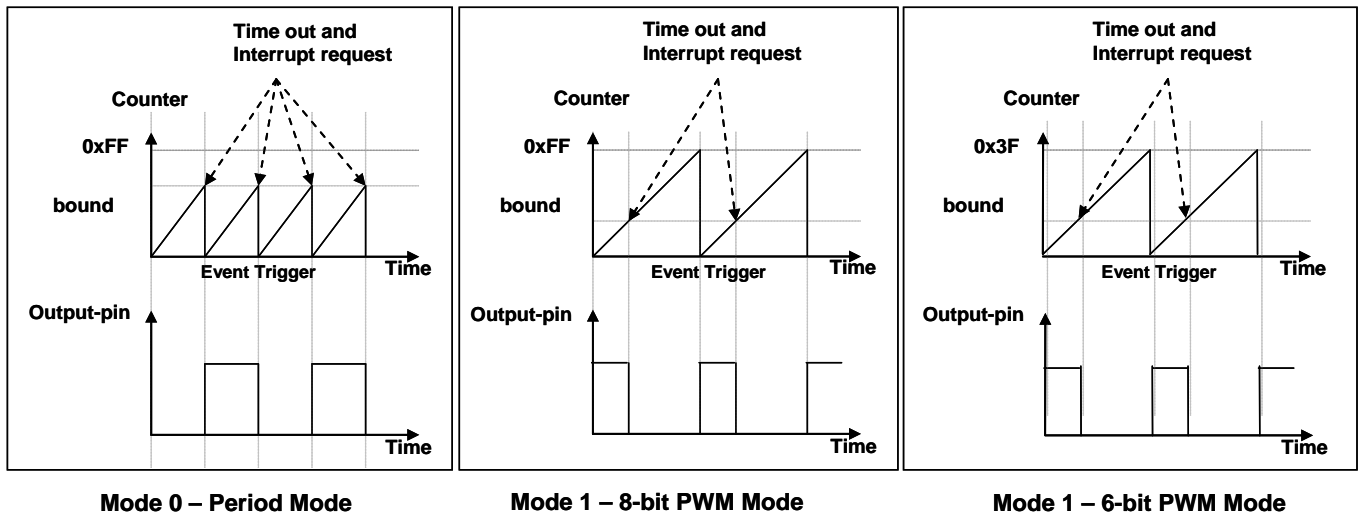 Time out and
Interrupt request
Counter
0xFF
bound
Event Trigger
Time
Output-pin
Time
Mode 0 – Period Mode
Time out and
Interrupt request
Counter
0xFF
bound
Event Trigger
Time
Output-pin
Time
Mode 1 – 8-bit PWM Mode
Time out and
Interrupt request
Counter
0x3F
bound
Event Trigger
Time
Output-pin
Time
Mode 1 – 6-bit PWM Mode